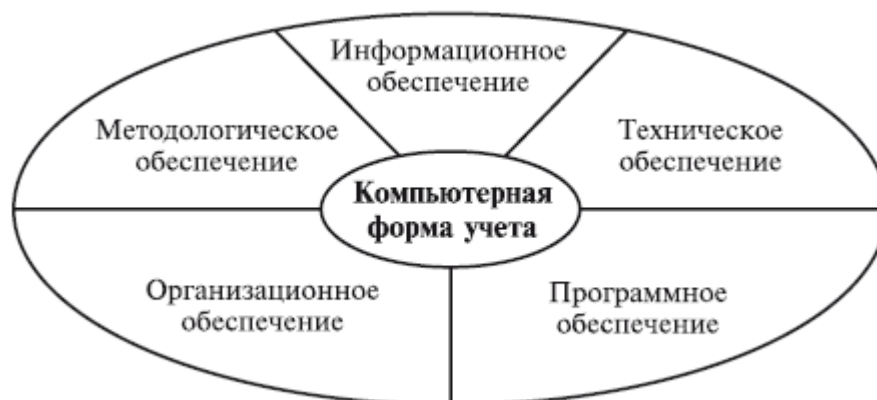 Информационное
обеспечение
Методологическое
обеспечение
Техническое
обеспечение
Компьютерная
форма учета
Организационное
обеспечение
Программное
обеспечение